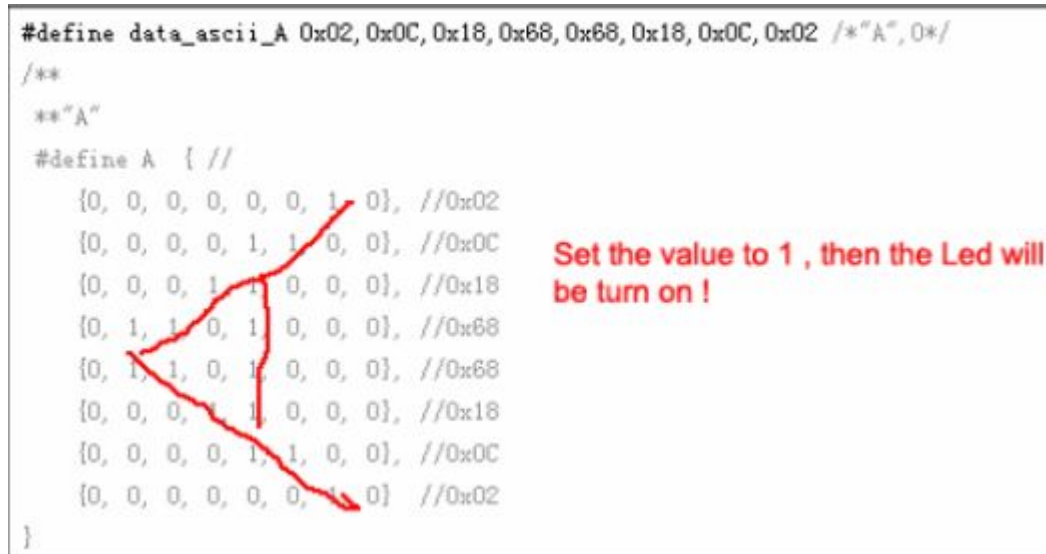 #define data_ascii_A 0x02, 0x0C, 0x18, 0x68, 0x68, 0x18, 0x0C, 0x02 /*"A",0*/
/**
**"A"
#define A { //
{0, 0, 0, 0, 0, 0, 1, 0}, //0x02
{0, 0, 0, 0, 1, 1, 0, 0}, //0x0C
{0, 0, 0, 1, 1, 0, 0, 0}, //0x18
{0, 1, 1, 0, 1, 0, 0, 0}, //0x68
{0, 1, 1, 0, 1, 0, 0, 0}, //0x68
{0, 0, 0, 1, 1, 0, 0, 0}, //0x18
{0, 0, 0, 0, 1, 1, 0, 0}, //0x0C
{0, 0, 0, 0, 0, 0, 1, 0} //0x02
}
Set the value to 1 , then the Led will
be turn on !